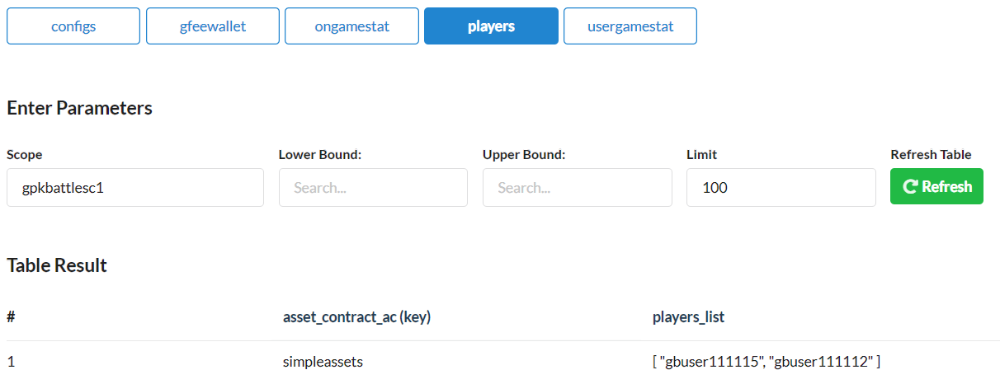 configs gfeewallet ongamestat players usergamestat
Enter Parameters
Scope Lower Bound: Upper Bound: Limit Refresh Table
gpkbattlesc1 Search... Search... 100 Refresh
Table Result
# asset_contract_ac (key) players_list
1 simpleassets [ "gbuser111115", "gbuser111112" ]